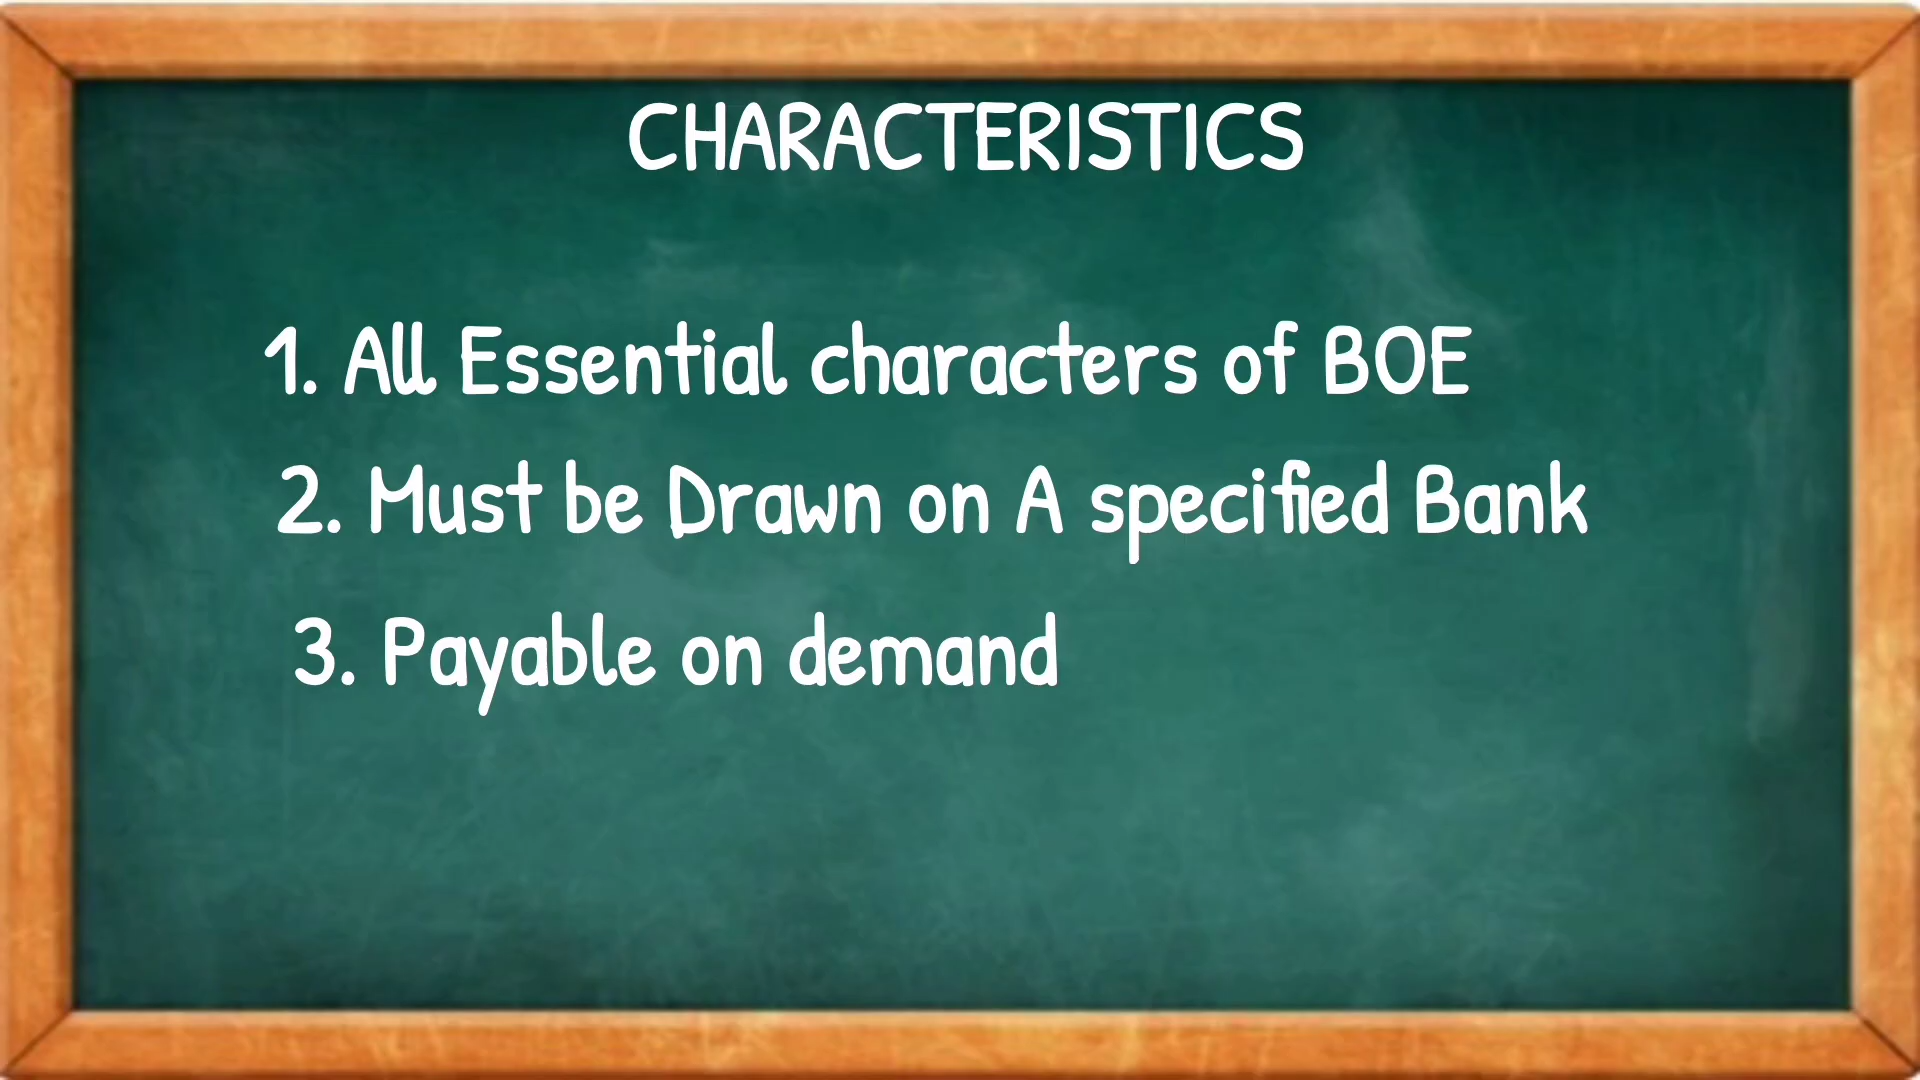 CHARACTERISTICS
1. All Essential characters of BOE
2. Must be Drawn on A specified Bank
3. Payable on demand